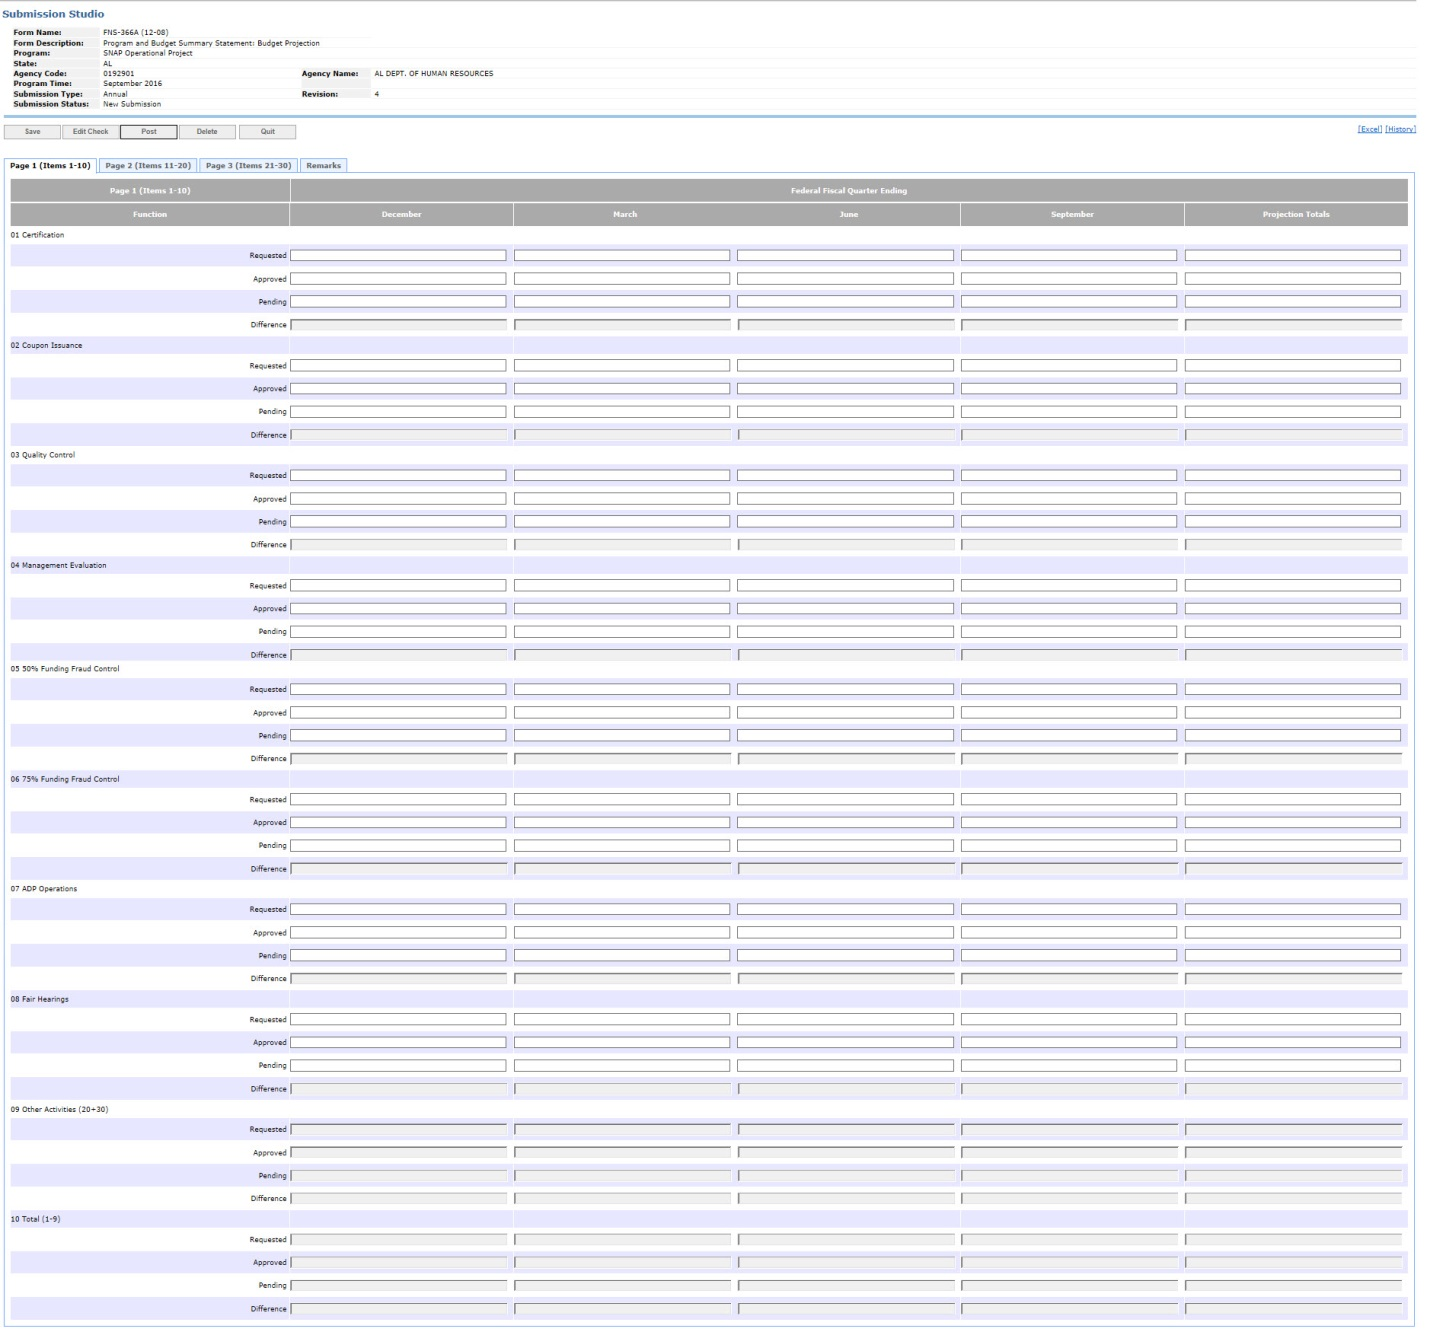 Submission Studio
Form Name: FNS-366A (12-08)
Form Description: Program and Budget Summary Statement: Budget Projection
Program: SNAP Operational Project
State: AL
Agency Code: 0192901 Agency Name: AL DEPT. OF HUMAN RESOURCES
Program Time: September 2016
Submission Type: Annual Revision: 4
Submission Status: New Submission
Save Edit Check Post Delete Quit [Excel] [History]
Page 1 (Items 1-10) Page 2 (Items 11-20) Page 3 (Items 21-30) Remarks
Page 1 (Items 1-10) Federal Fiscal Quarter Ending
Function December March June September Projection Totals
01 Certification
Requested
Approved
Pending
Difference
02 Coupon Issuance
Requested
Approved
Pending
Difference
03 Quality Control
Requested
Approved
Pending
Difference
04 Management Evaluation
Requested
Approved
Pending
Difference
05 50% Funding Fraud Control
Requested
Approved
Pending
Difference
06 75% Funding Fraud Control
Requested
Approved
Pending
Difference
07 ADP Operations
Requested
Approved
Pending
Difference
08 Fair Hearings
Requested
Approved
Pending
Difference
09 Other Activities (20+30)
Requested
Approved
Pending
Difference
10 Total (1-9)
Requested
Approved
Pending
Difference